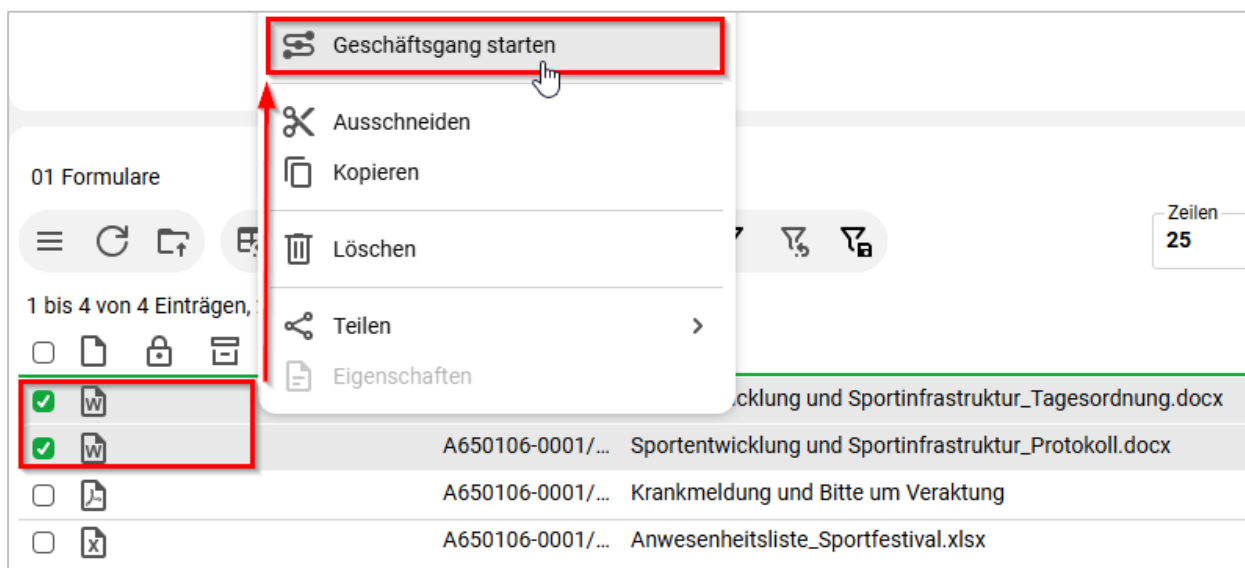 Geschäftsgang starten
Ausschneiden
Kopieren
01 Formulare
Löschen
Zeilen
25
1 bis 4 von 4 Einträgen,
Teilen
Eigenschaften
cklung und Sportinfrastruktur_Tagesordnung.docx
A650106-0001/… Sportentwicklung und Sportinfrastruktur_Protokoll.docx
A650106-0001/… Krankmeldung und Bitte um Veraktung
A650106-0001/… Anwesenheitsliste_Sportfestival.xlsx